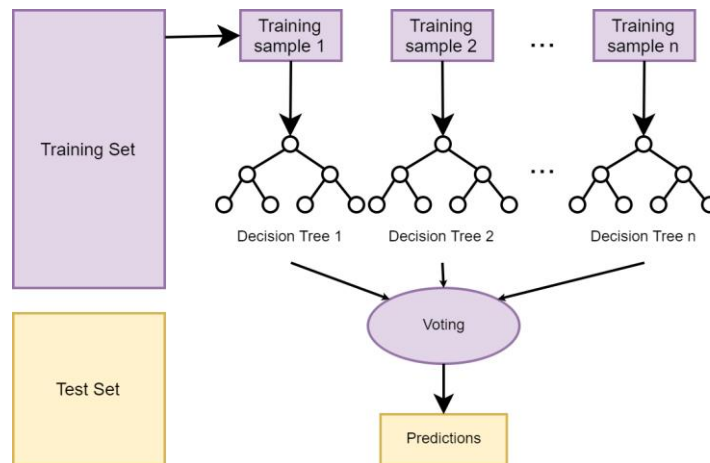 Training
sample 1
Training
sample 2
...
Training
sample n
Training Set
...
Decision Tree 1
Decision Tree 2
Decision Tree n
Voting
Test Set
Predictions